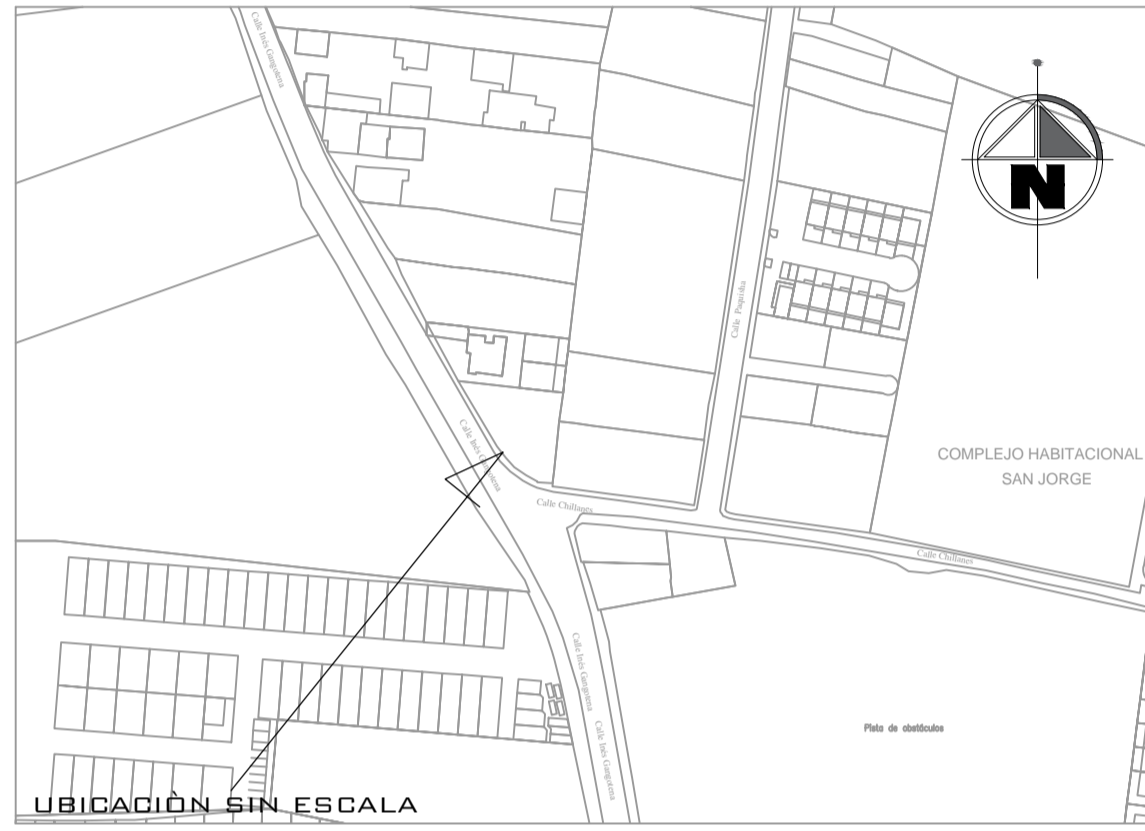 Calle Inés Gangotena
N
Calle Paquisha
Calle Inés Gangotena
COMPLEJO HABITACIONAL
SAN JORGE
Calle Chillanes
Calle Chillanes
Calle Inés Gangotena
Calle Inés Gangotena
Pista de obstáculos
UBICACIÒN SIN ESCALA